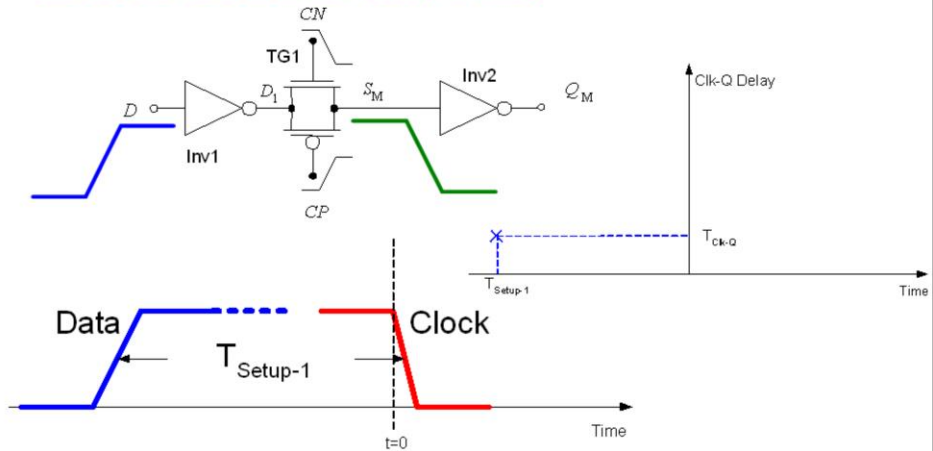 CN
TG1
Inv2
Clk-Q Delay
D
D1
SM
QM
Inv1
CP
TClk-Q
TSetup-1
Time
Data
Clock
TSetup-1
Time
t=0